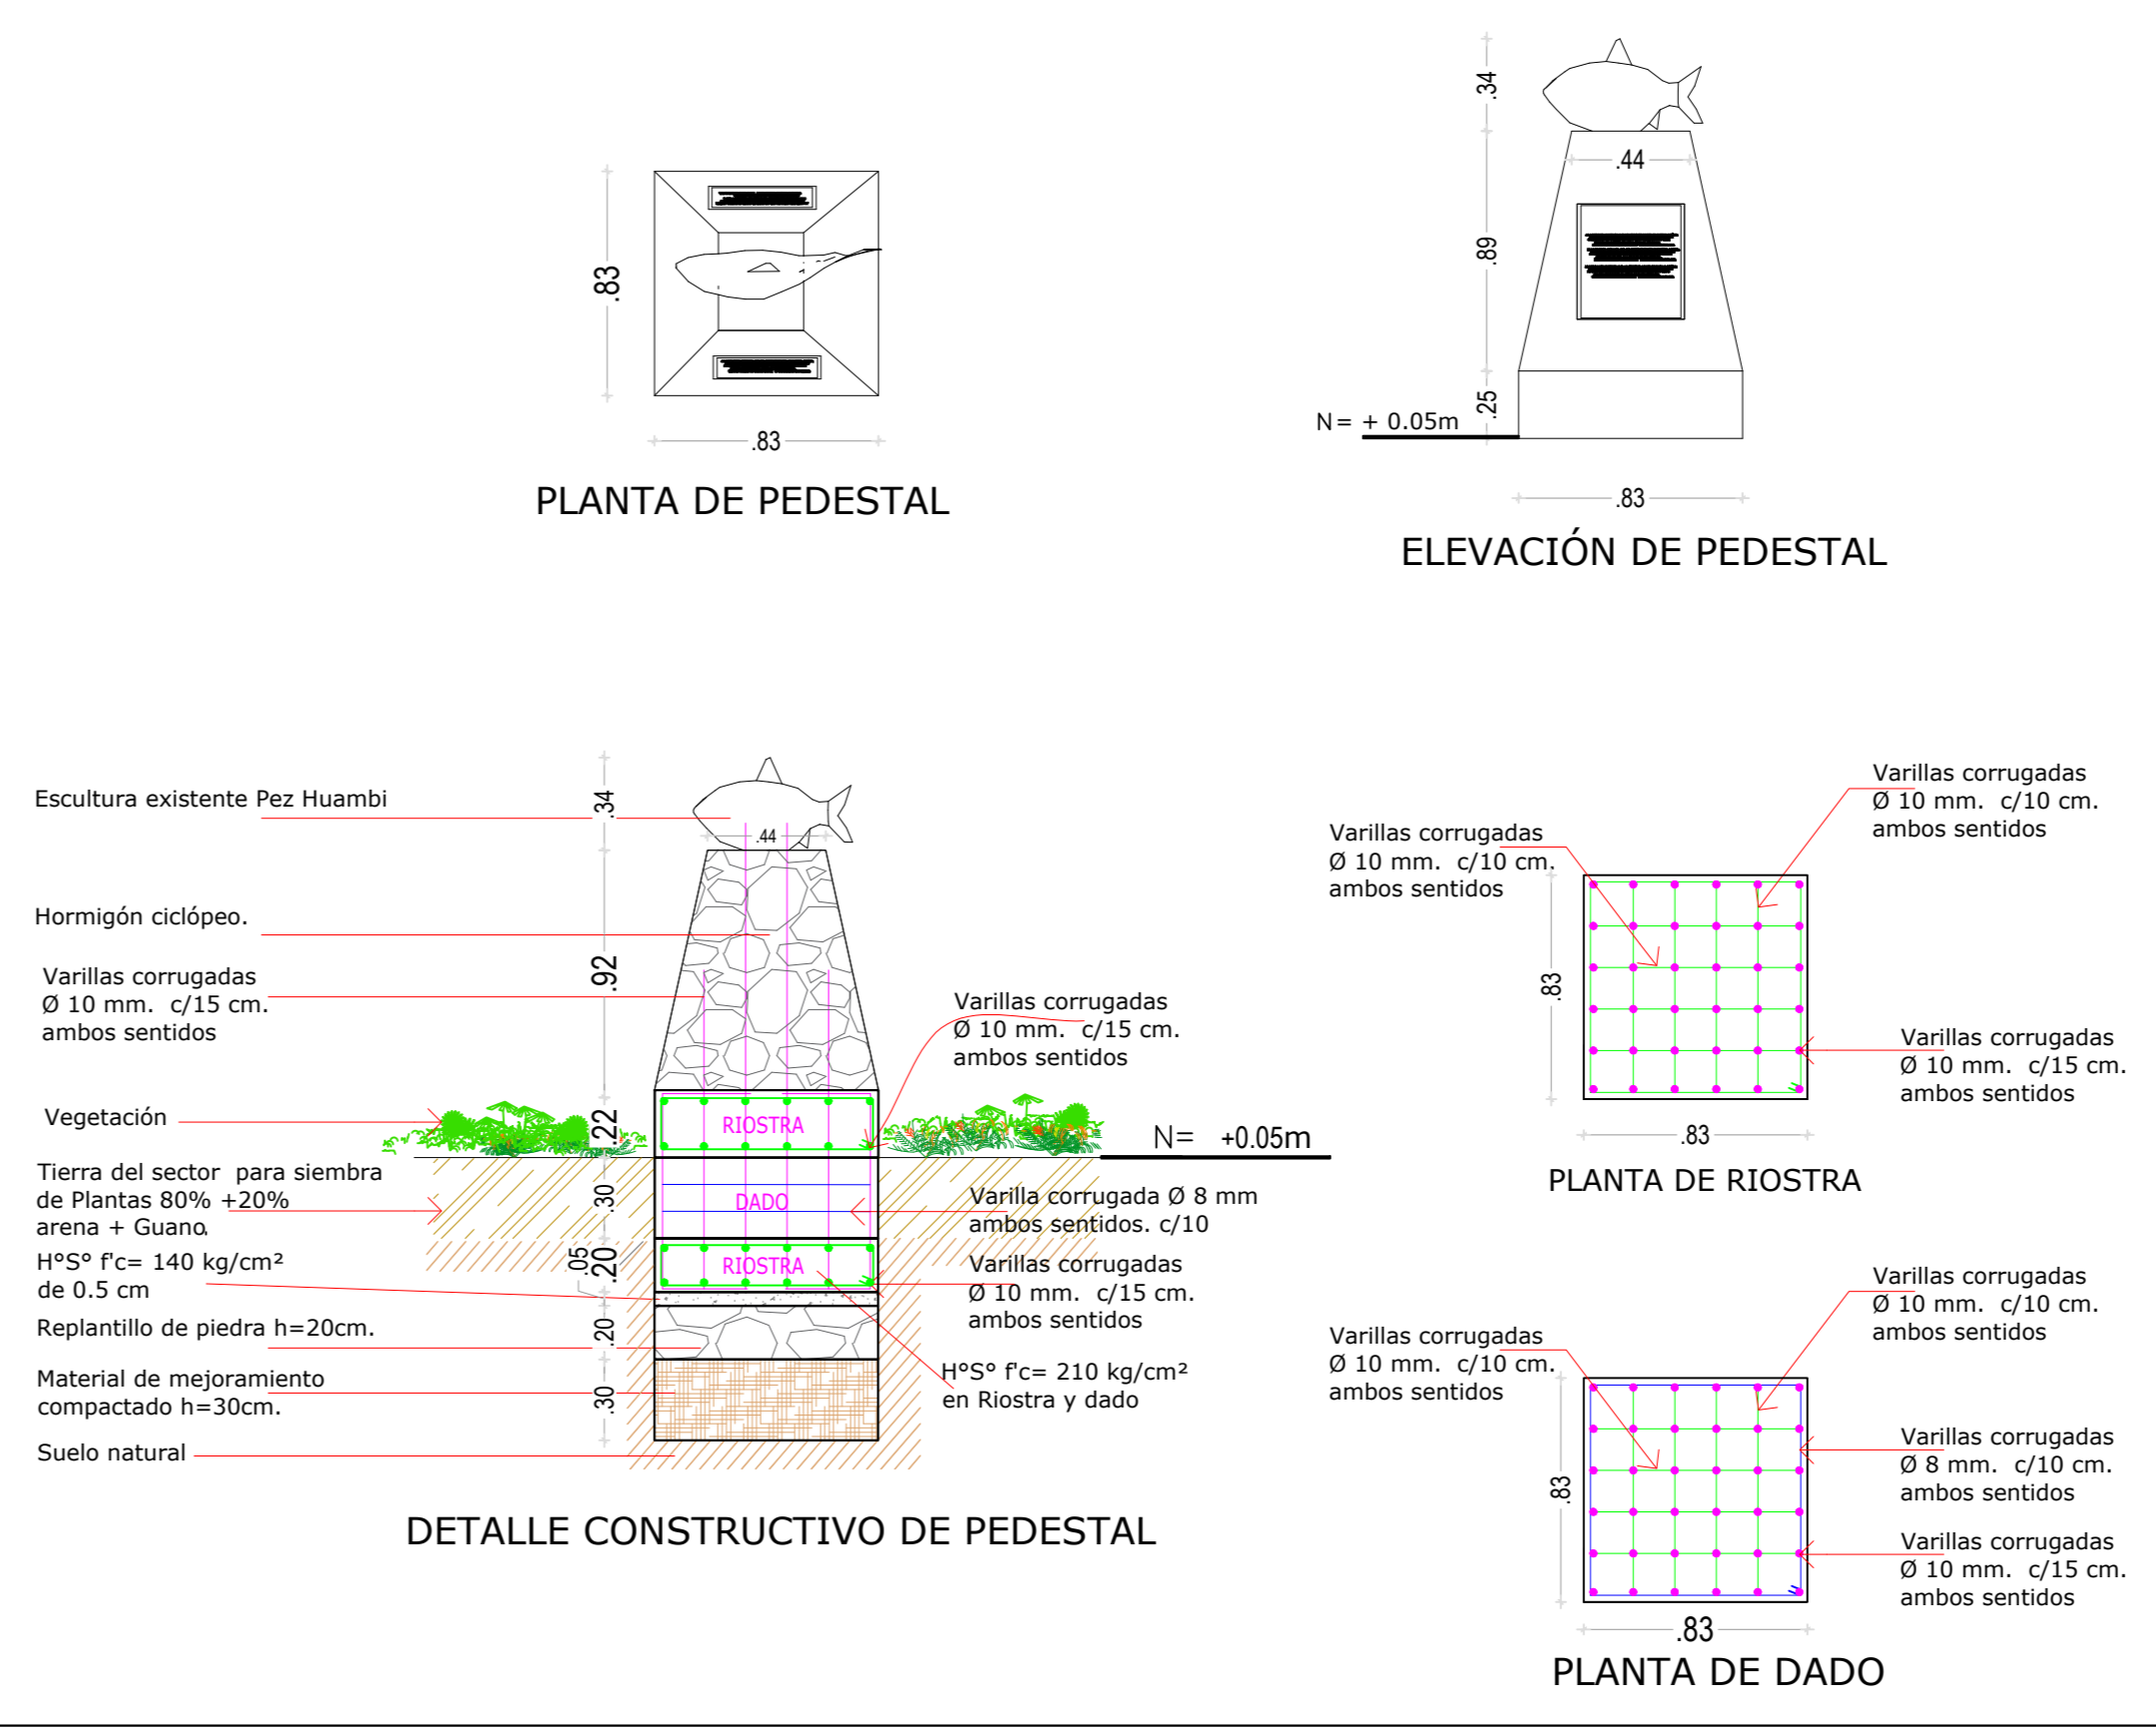 .83
.83
PLANTA DE PEDESTAL
.34
.44
.89
.25
N= + 0.05m
.83
ELEVACIÓN DE PEDESTAL
Escultura existente Pez Huambi
Hormigón ciclópeo.
Varillas corrugadas
Ø 10 mm. c/15 cm.
ambos sentidos
Vegetación
Tierra del sector para siembra
de Plantas 80% +20%
arena + Guano.
H°S° f'c= 140 kg/cm²
de 0.5 cm
Replantillo de piedra h=20cm.
Material de mejoramiento
compactado h=30cm.
Suelo natural
.34
.44
.92
.22
.30
.05
.20
.20
.30
RIOSTRA
DADO
RIOSTRA
Varillas corrugadas
Ø 10 mm. c/15 cm.
ambos sentidos
N= +0.05m
Varilla corrugada Ø 8 mm
ambos sentidos. c/10
Varillas corrugadas
Ø 10 mm. c/15 cm.
ambos sentidos
H°S° f'c= 210 kg/cm²
en Riostra y dado
DETALLE CONSTRUCTIVO DE PEDESTAL
Varillas corrugadas
Ø 10 mm. c/10 cm.
ambos sentidos
Varillas corrugadas
Ø 10 mm. c/10 cm.
ambos sentidos
.83
Varillas corrugadas
Ø 10 mm. c/15 cm.
ambos sentidos
.83
PLANTA DE RIOSTRA
Varillas corrugadas
Ø 10 mm. c/10 cm.
ambos sentidos
Varillas corrugadas
Ø 10 mm. c/10 cm.
ambos sentidos
.83
Varillas corrugadas
Ø 8 mm. c/10 cm.
ambos sentidos
Varillas corrugadas
Ø 10 mm. c/15 cm.
ambos sentidos
.83
PLANTA DE DADO